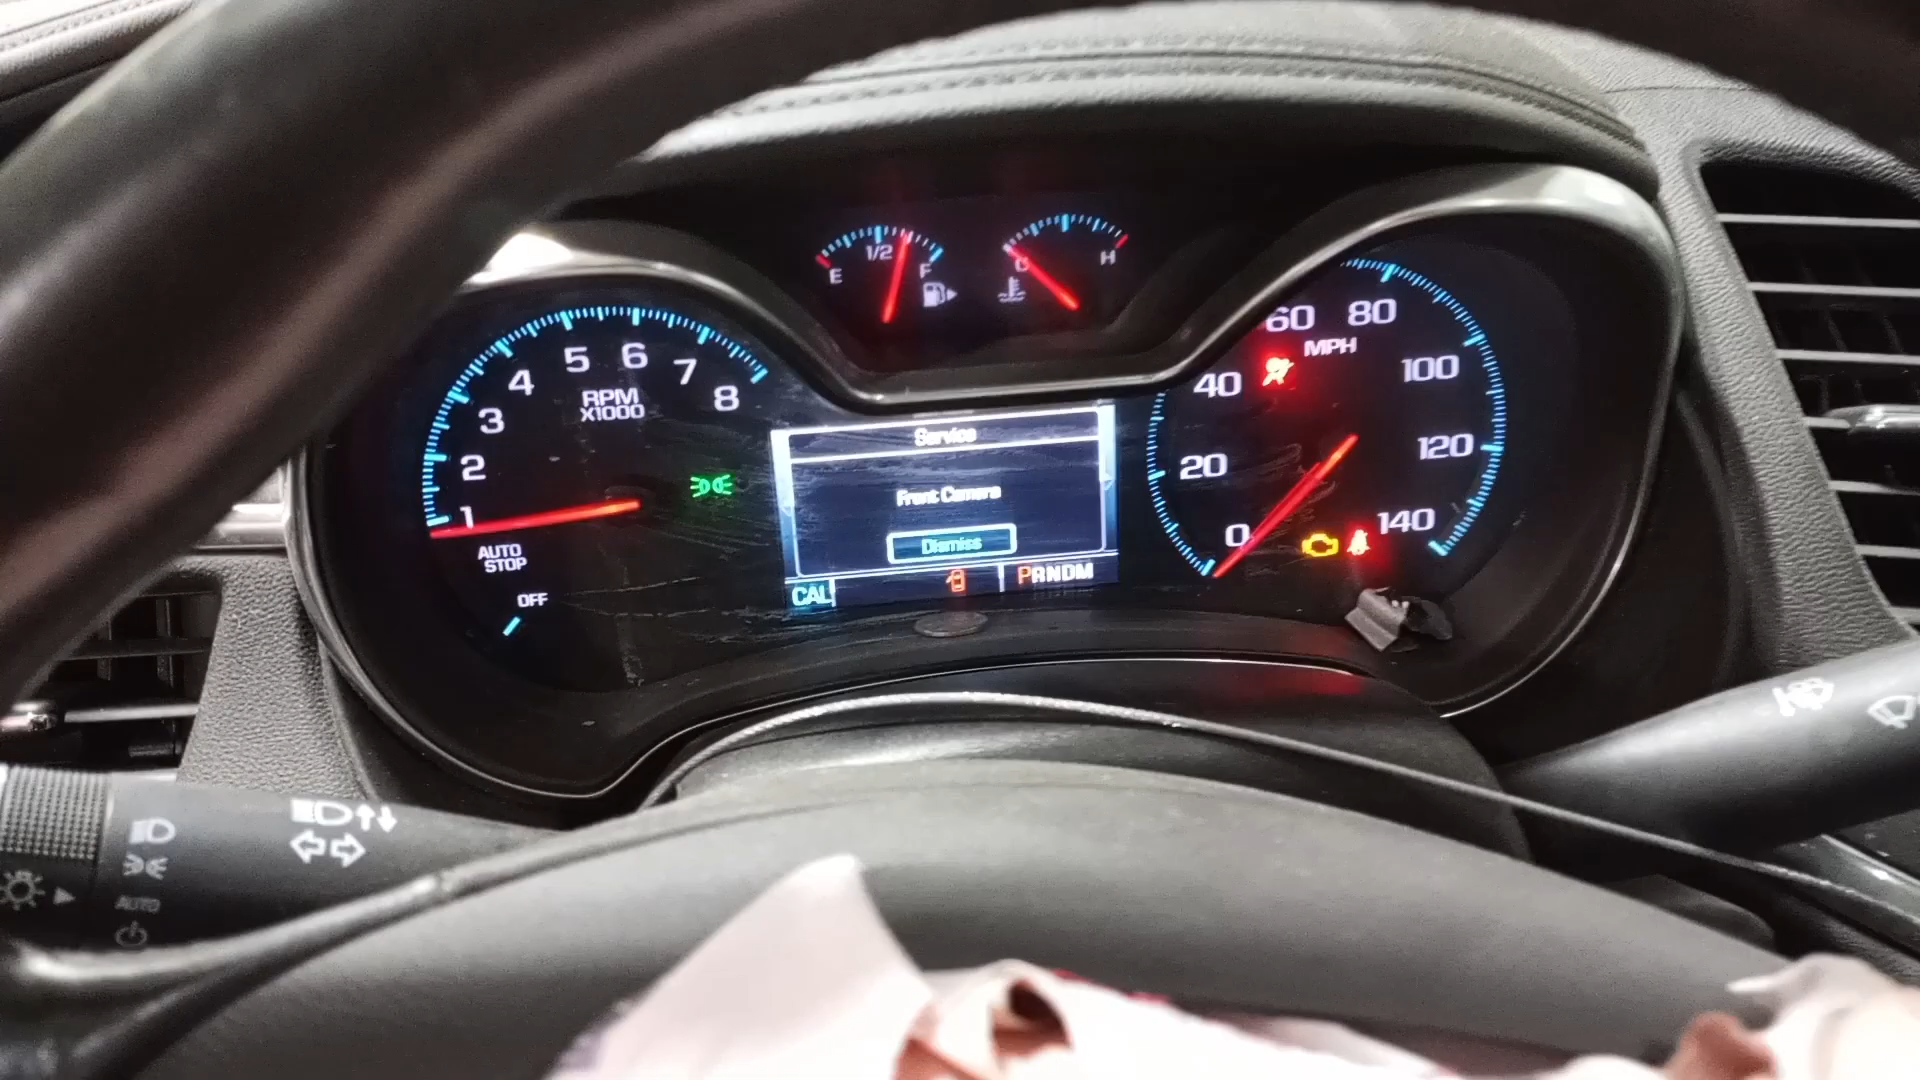 E 1/2 F
C H
5 6
4 7
3 8
RPM
X1000
2
1
AUTO
STOP
OFF
Service
Front Camera
Dismiss
CAL
PRNDM
60 80
MPH
40 100
20 120
0 140
AUTO